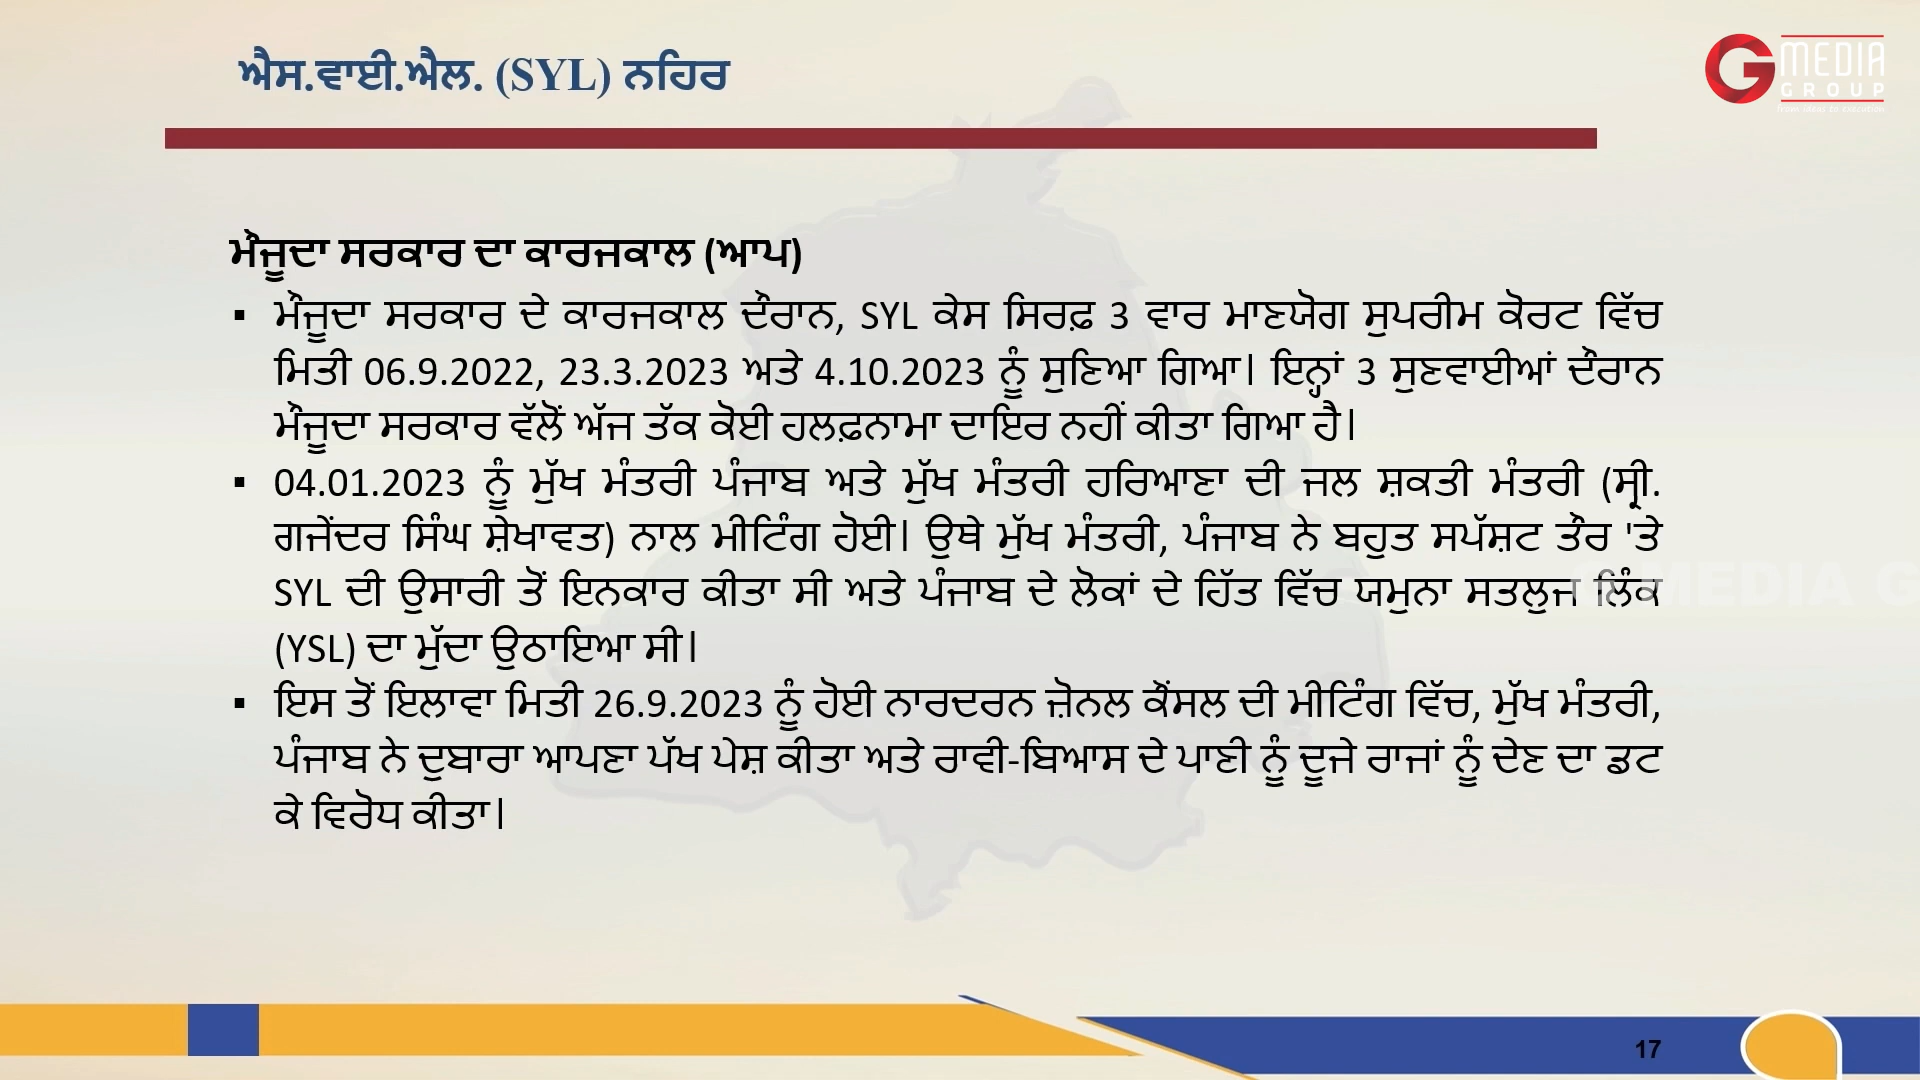 ਐਸ.ਵਾਈ.ਐਲ. (SYL) ਨਹਿਰ
G MEDIA
GROUP
ਮੌਜੂਦਾ ਸਰਕਾਰ ਦਾ ਕਾਰਜਕਾਲ (ਆਪ)
▪ ਮੌਜੂਦਾ ਸਰਕਾਰ ਦੇ ਕਾਰਜਕਾਲ ਦੌਰਾਨ, SYL ਕੇਸ ਸਿਰਫ਼ 3 ਵਾਰ ਮਾਣਯੋਗ ਸੁਪਰੀਮ ਕੋਰਟ ਵਿੱਚ
ਮਿਤੀ 06.9.2022, 23.3.2023 ਅਤੇ 4.10.2023 ਨੂੰ ਸੁਣਿਆ ਗਿਆ। ਇਨ੍ਹਾਂ 3 ਸੁਣਵਾਈਆਂ ਦੌਰਾਨ
ਮੌਜੂਦਾ ਸਰਕਾਰ ਵੱਲੋਂ ਅੱਜ ਤੱਕ ਕੋਈ ਹਲਫ਼ਨਾਮਾ ਦਾਇਰ ਨਹੀਂ ਕੀਤਾ ਗਿਆ ਹੈ।
▪ 04.01.2023 ਨੂੰ ਮੁੱਖ ਮੰਤਰੀ ਪੰਜਾਬ ਅਤੇ ਮੁੱਖ ਮੰਤਰੀ ਹਰਿਆਣਾ ਦੀ ਜਲ ਸ਼ਕਤੀ ਮੰਤਰੀ (ਸ੍ਰੀ.
ਗਜੇਂਦਰ ਸਿੰਘ ਸ਼ੇਖਾਵਤ) ਨਾਲ ਮੀਟਿੰਗ ਹੋਈ। ਉਥੇ ਮੁੱਖ ਮੰਤਰੀ, ਪੰਜਾਬ ਨੇ ਬਹੁਤ ਸਪੱਸ਼ਟ ਤੌਰ 'ਤੇ
SYL ਦੀ ਉਸਾਰੀ ਤੋਂ ਇਨਕਾਰ ਕੀਤਾ ਸੀ ਅਤੇ ਪੰਜਾਬ ਦੇ ਲੋਕਾਂ ਦੇ ਹਿੱਤ ਵਿੱਚ ਯਮੁਨਾ ਸਤਲੁਜ ਲਿੰਕ
(YSL) ਦਾ ਮੁੱਦਾ ਉਠਾਇਆ ਸੀ।
▪ ਇਸ ਤੋਂ ਇਲਾਵਾ ਮਿਤੀ 26.9.2023 ਨੂੰ ਹੋਈ ਨਾਰਦਰਨ ਜ਼ੋਨਲ ਕੌਂਸਲ ਦੀ ਮੀਟਿੰਗ ਵਿੱਚ, ਮੁੱਖ ਮੰਤਰੀ,
ਪੰਜਾਬ ਨੇ ਦੁਬਾਰਾ ਆਪਣਾ ਪੱਖ ਪੇਸ਼ ਕੀਤਾ ਅਤੇ ਰਾਵੀ-ਬਿਆਸ ਦੇ ਪਾਣੀ ਨੂੰ ਦੂਜੇ ਰਾਜਾਂ ਨੂੰ ਦੇਣ ਦਾ ਡਟ
ਕੇ ਵਿਰੋਧ ਕੀਤਾ।
G MEDIA G
17